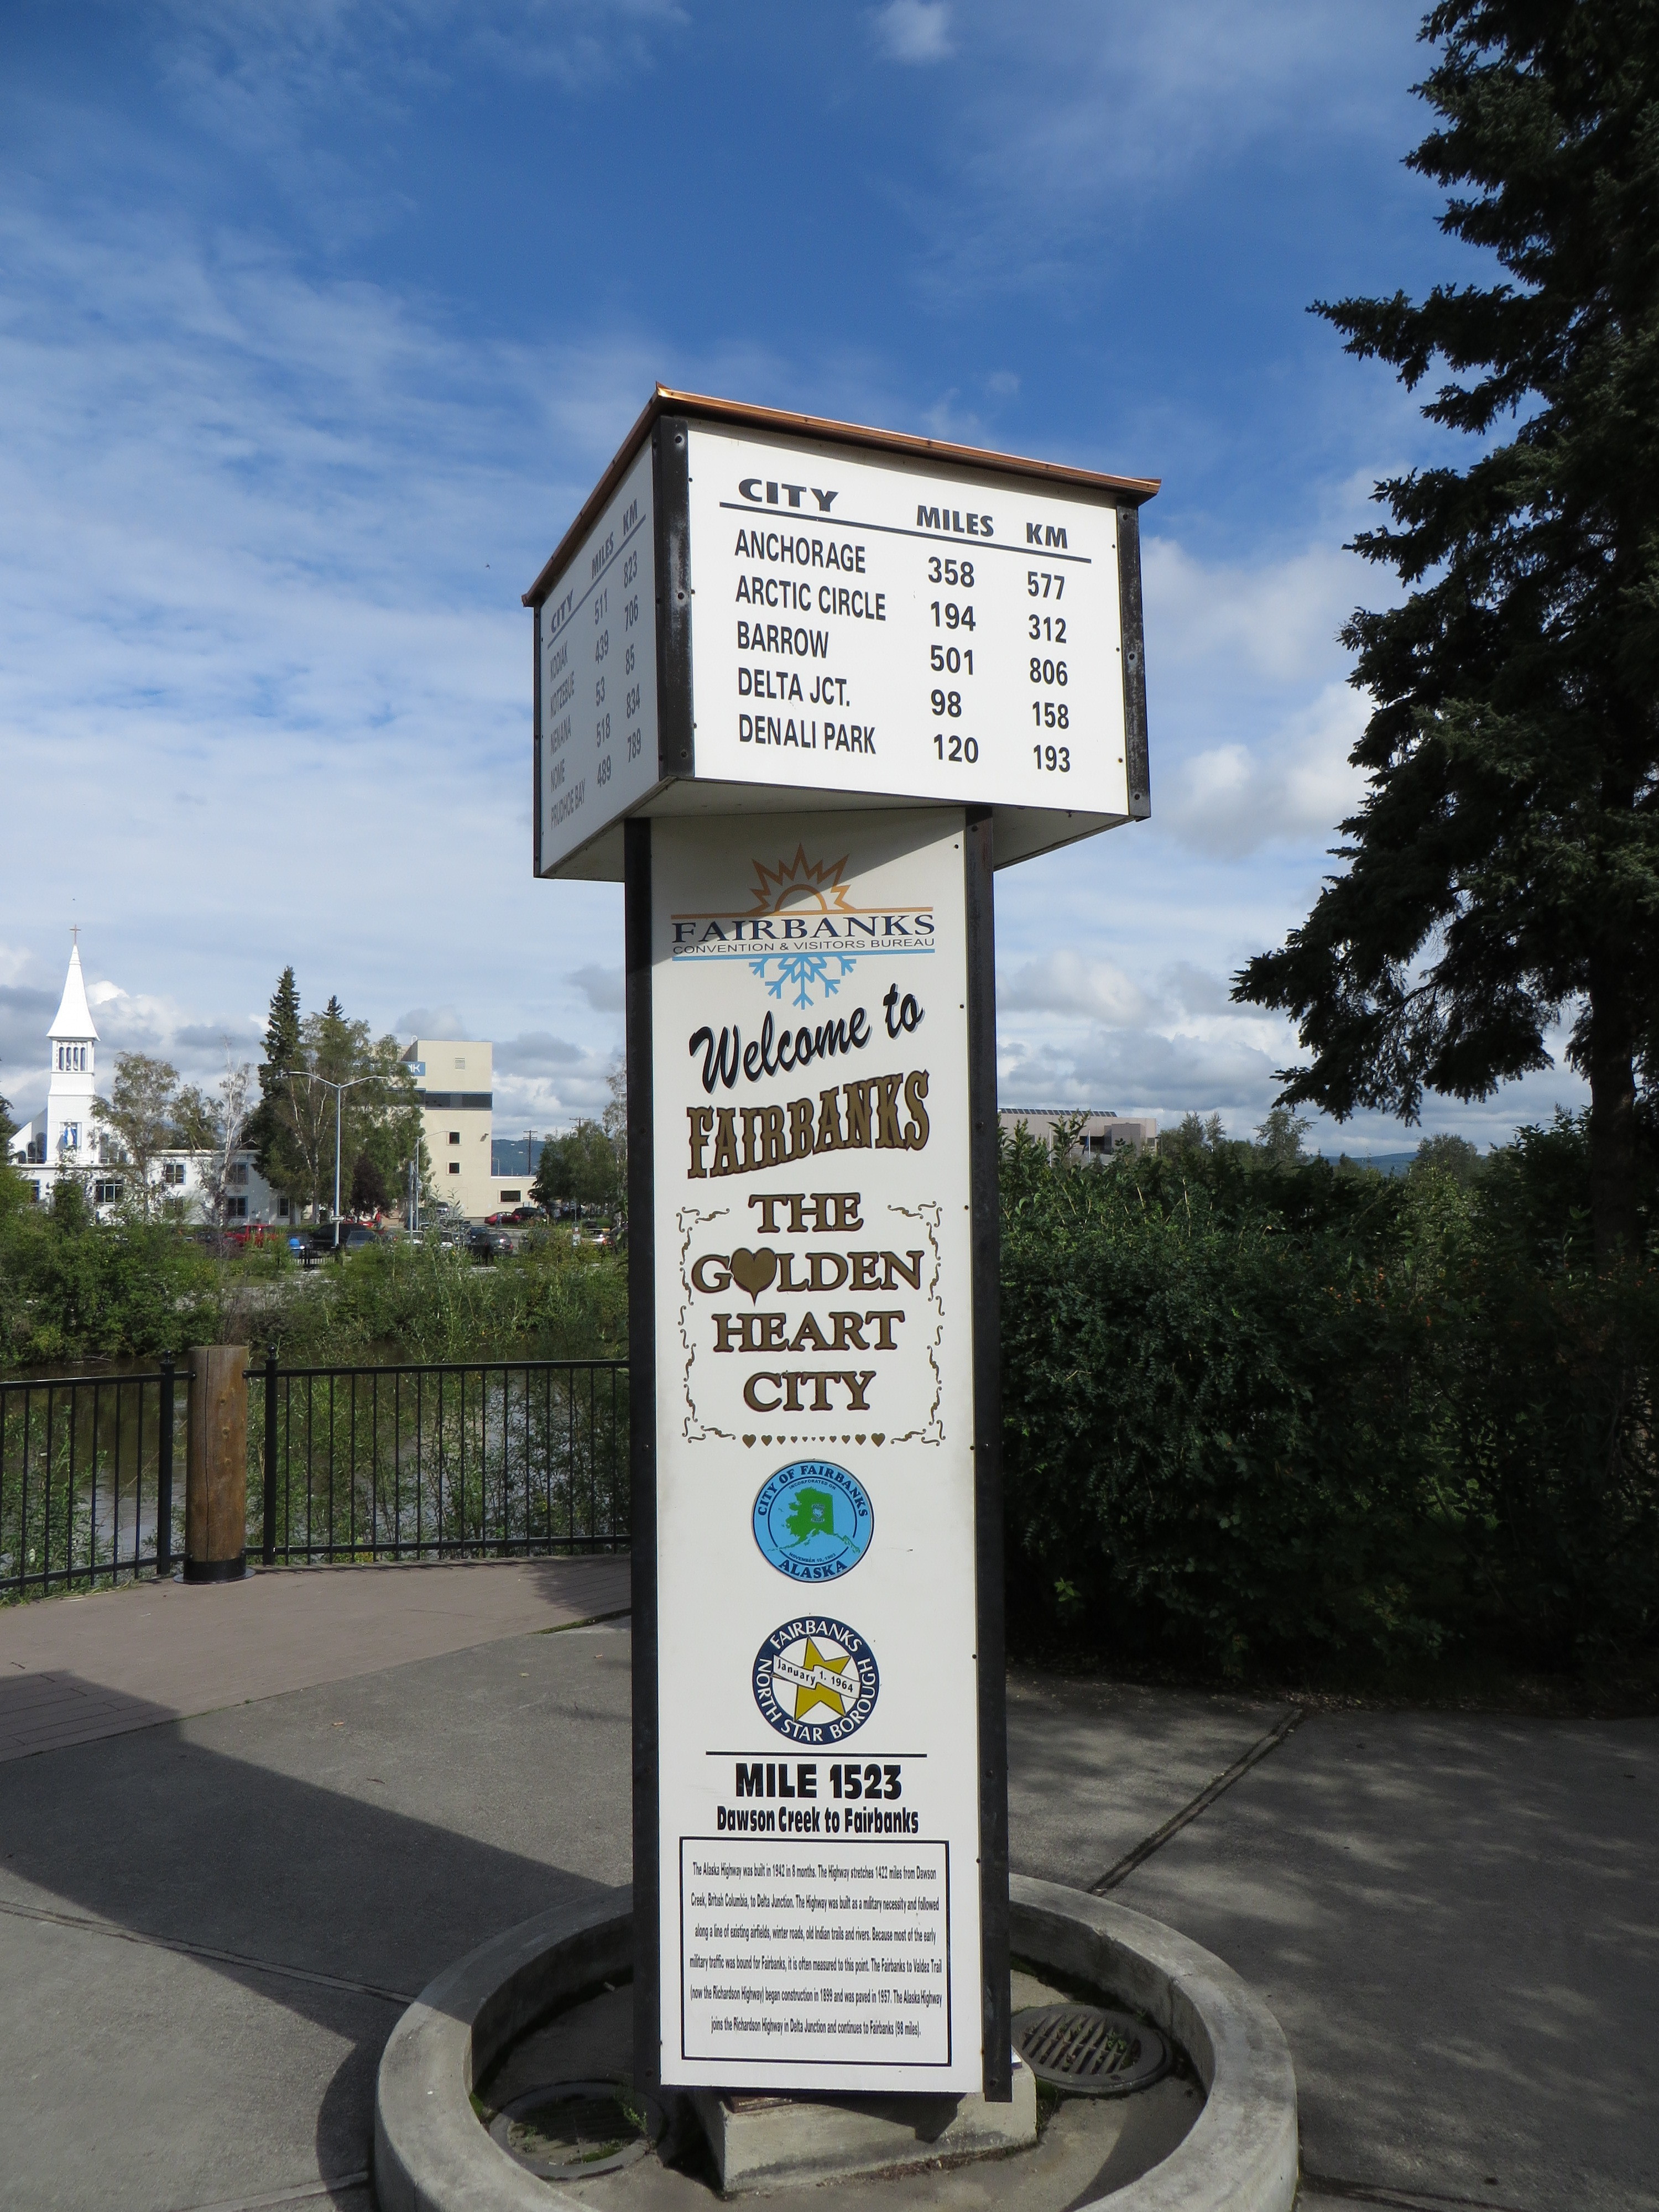 CITY MILES KM
KODIAK 511 823
KOTZEBUE 439 706
NENANA 53 85
NOME 518 834
PRUDHOE BAY 489 789
CITY MILES KM
ANCHORAGE 358 577
ARCTIC CIRCLE 194 312
BARROW 501 806
DELTA JCT. 98 158
DENALI PARK 120 193
FAIRBANKS
CONVENTION & VISITORS BUREAU
Welcome to
FAIRBANKS
THE
GOLDEN
HEART
CITY
CITY OF FAIRBANKS
ALASKA
FAIRBANKS
January 1, 1964
NORTH STAR BOROUGH
MILE 1523
Dawson Creek to Fairbanks
The Alaska Highway was built in 1942 in 8 months. The Highway stretches 1422 miles from Dawson
Creek, British Columbia, to Delta Junction. The Highway was built as a military necessity and followed
along a line of existing airfields, winter roads, old Indian trails and rivers. Because most of the early
military traffic was bound for Fairbanks, it is often measured to this point. The Fairbanks to Valdez Trail
(now the Richardson Highway) began construction in 1899 and was paved in 1957. The Alaska Highway
joins the Richardson Highway in Delta Junction and continues to Fairbanks (98 miles).